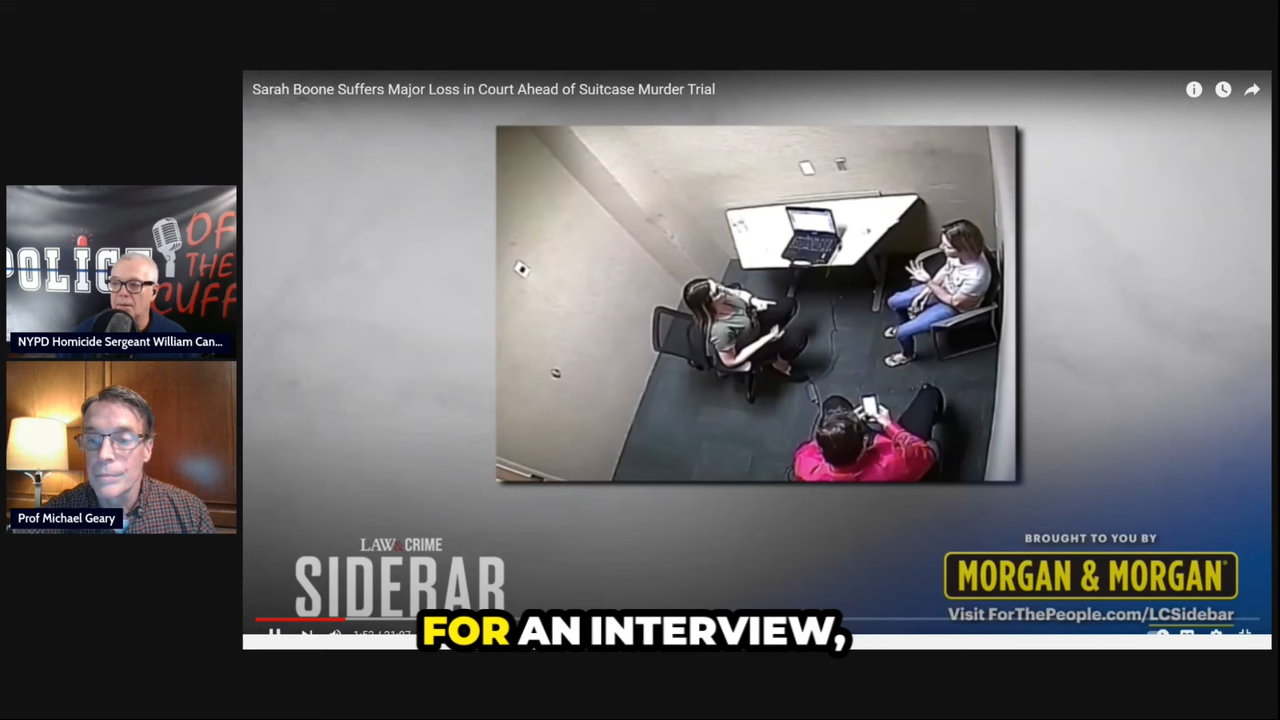 Sarah Boone Suffers Major Loss in Court Ahead of Suitcase Murder Trial
POLICE
OF
THE
CUFF
NYPD Homicide Sergeant William Can...
Prof Michael Geary
LAW & CRIME
SIDEBAR
BROUGHT TO YOU BY
MORGAN & MORGAN
Visit ForThePeople.com/LCSidebar
FOR AN INTERVIEW,